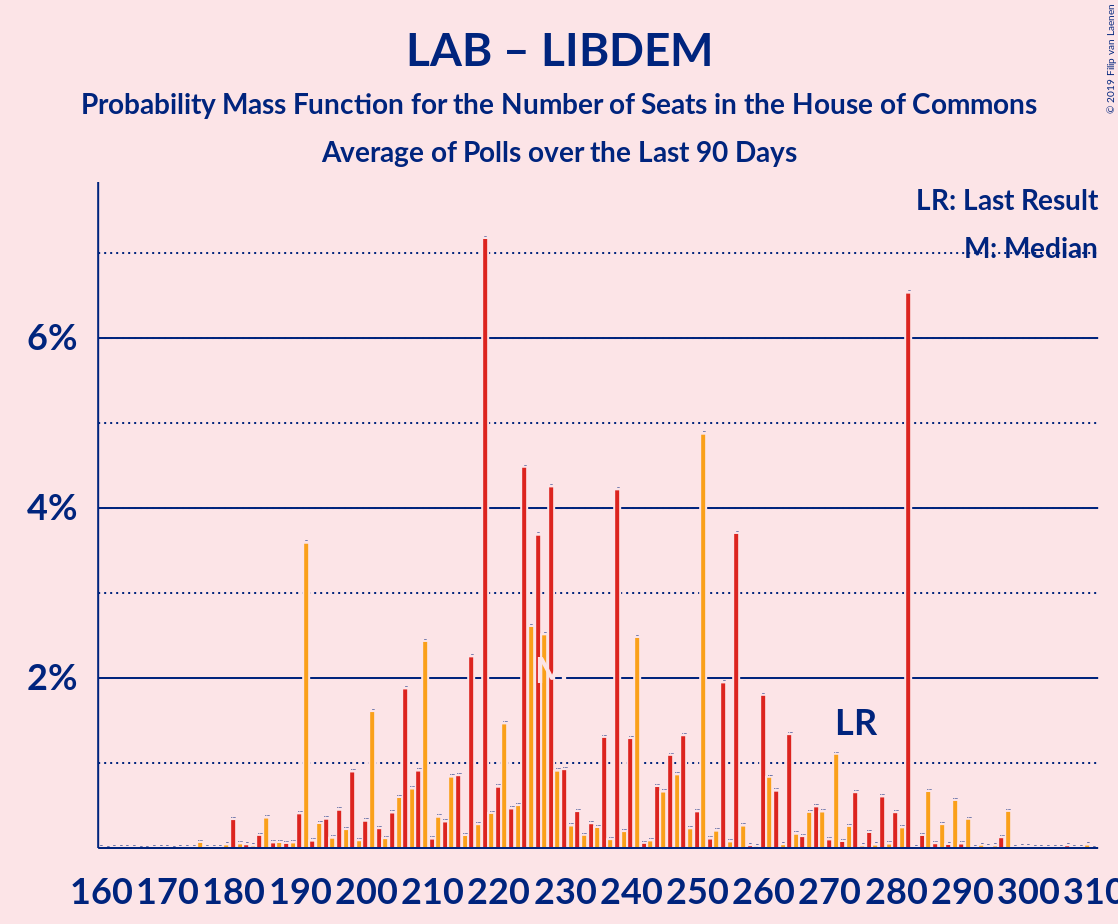 LAB – LIBDEM
Probability Mass Function for the Number of Seats in the House of Commons
Average of Polls over the Last 90 Days
© 2019 Filip van Laenen
LR: Last Result
M: Median
6%
4%
2%
LR
160 170 180 190 200 210 220 230 240 250 260 270 280 290 300 310